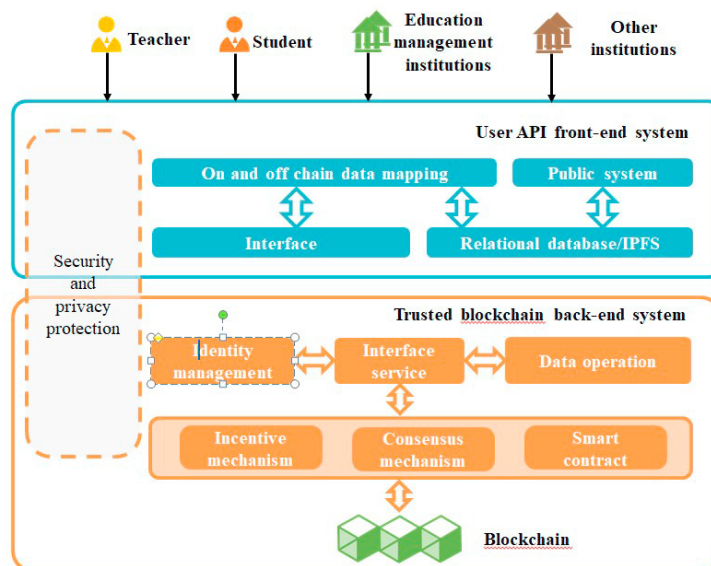 Teacher
Student
Education
management
institutions
Other
institutions
User API front-end system
On and off chain data mapping
Public system
Interface
Relational database/IPFS
Security
and
privacy
protection
Trusted blockchain back-end system
Identity
management
Interface
service
Data operation
Incentive
mechanism
Consensus
mechanism
Smart
contract
Blockchain